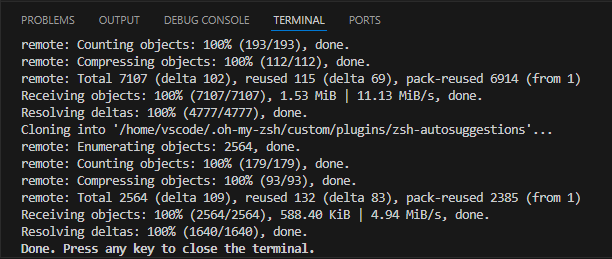 PROBLEMS OUTPUT DEBUG CONSOLE TERMINAL PORTS
remote: Counting objects: 100% (193/193), done.
remote: Compressing objects: 100% (112/112), done.
remote: Total 7107 (delta 102), reused 115 (delta 69), pack-reused 6914 (from 1)
Receiving objects: 100% (7107/7107), 1.53 MiB | 11.13 MiB/s, done.
Resolving deltas: 100% (4777/4777), done.
Cloning into '/home/vscode/.oh-my-zsh/custom/plugins/zsh-autosuggestions'...
remote: Enumerating objects: 2564, done.
remote: Counting objects: 100% (179/179), done.
remote: Compressing objects: 100% (93/93), done.
remote: Total 2564 (delta 109), reused 132 (delta 83), pack-reused 2385 (from 1)
Receiving objects: 100% (2564/2564), 588.40 KiB | 4.94 MiB/s, done.
Resolving deltas: 100% (1640/1640), done.
Done. Press any key to close the terminal.